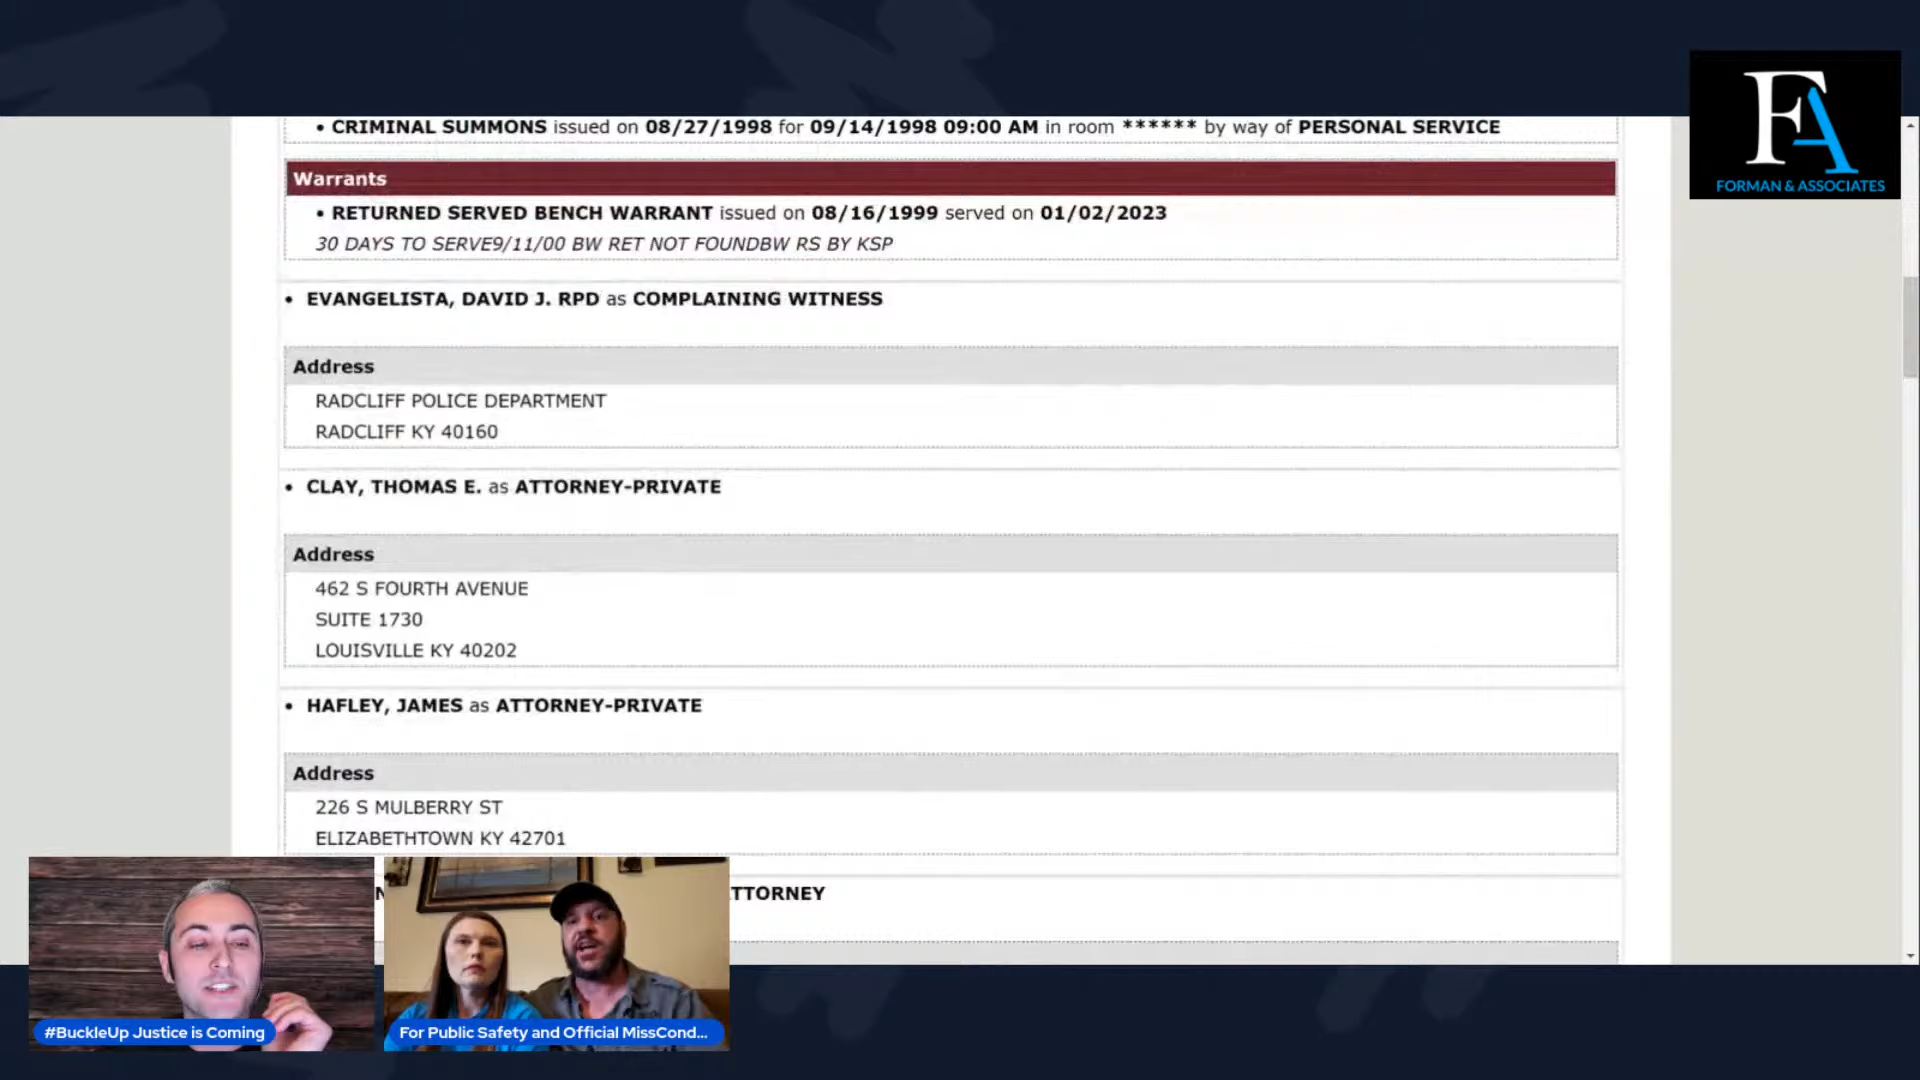 FA
FORMAN & ASSOCIATES
• CRIMINAL SUMMONS issued on 08/27/1998 for 09/14/1998 09:00 AM in room ****** by way of PERSONAL SERVICE
Warrants
• RETURNED SERVED BENCH WARRANT issued on 08/16/1999 served on 01/02/2023
30 DAYS TO SERVE9/11/00 BW RET NOT FOUNDBW RS BY KSP
• EVANGELISTA, DAVID J. RPD as COMPLAINING WITNESS
Address
RADCLIFF POLICE DEPARTMENT
RADCLIFF KY 40160
• CLAY, THOMAS E. as ATTORNEY-PRIVATE
Address
462 S FOURTH AVENUE
SUITE 1730
LOUISVILLE KY 40202
• HAFLEY, JAMES as ATTORNEY-PRIVATE
Address
226 S MULBERRY ST
ELIZABETHTOWN KY 42701
TTORNEY
#BuckleUp Justice is Coming
For Public Safety and Official MissCond...